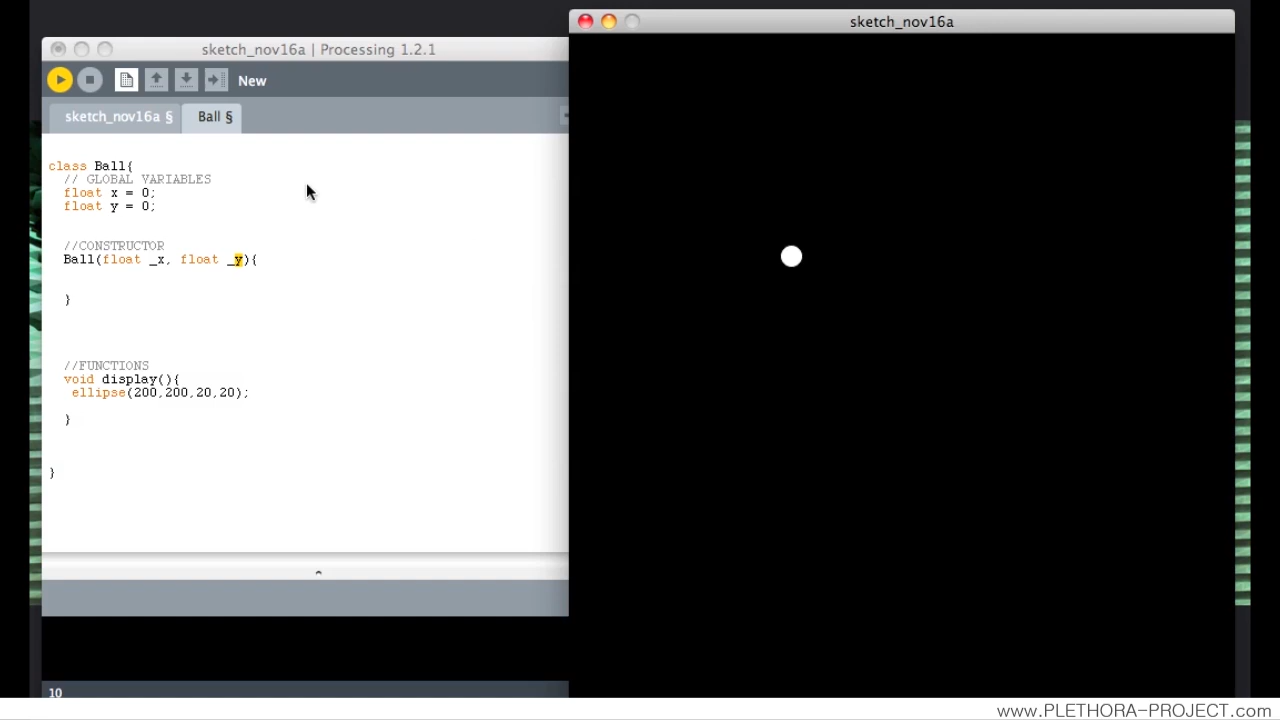 sketch_nov16a
sketch_nov16a | Processing 1.2.1
New
sketch_nov16a § Ball §
class Ball{
// GLOBAL VARIABLES
float x = 0;
float y = 0;
//CONSTRUCTOR
Ball(float _x, float _y){
}
//FUNCTIONS
void display(){
ellipse(200,200,20,20);
}
}
10
www.PLETHORA-PROJECT.com